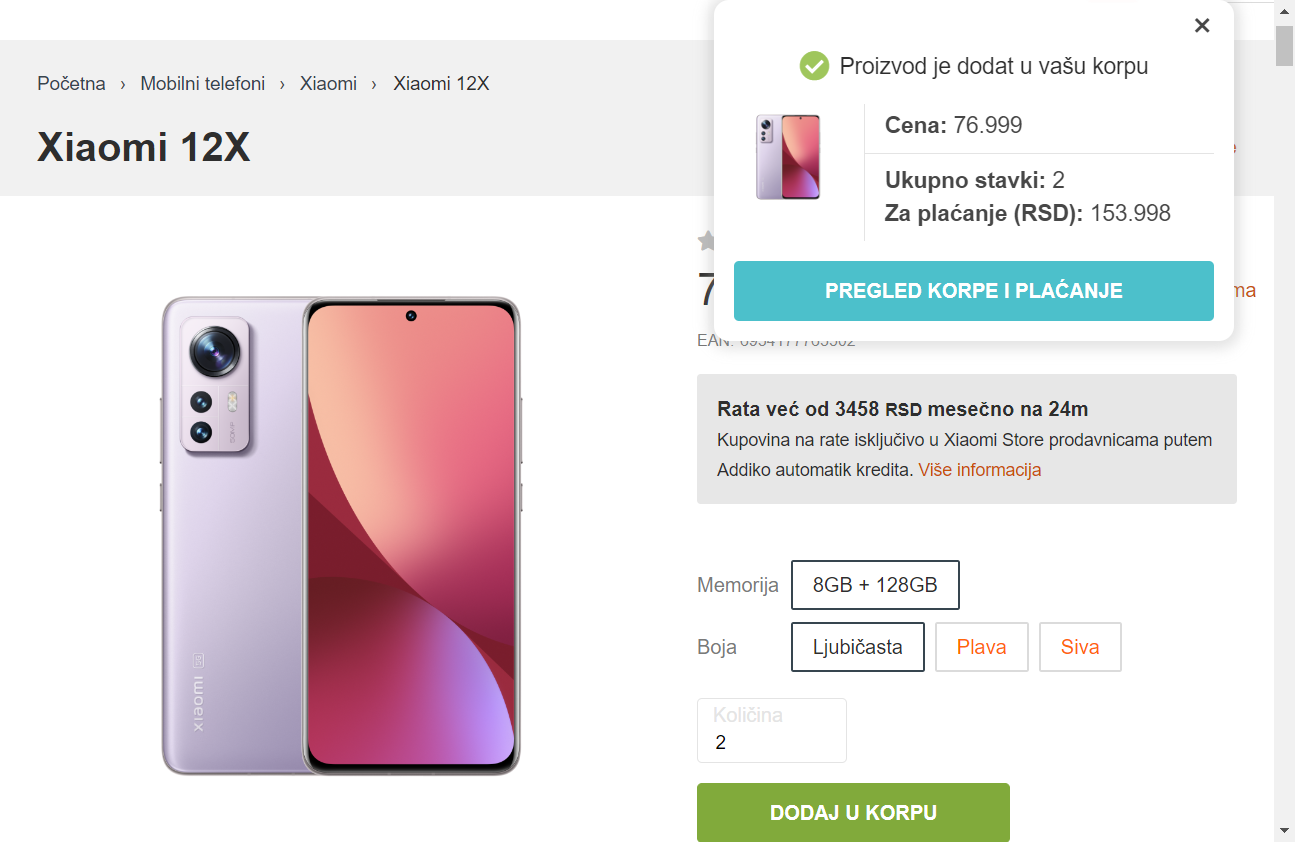 Početna › Mobilni telefoni › Xiaomi › Xiaomi 12X
Xiaomi 12X
Proizvod je dodat u vašu korpu
Cena: 76.999
Ukupno stavki: 2
Za plaćanje (RSD): 153.998
PREGLED KORPE I PLAĆANJE
7
ma
EAN:
Rata već od 3458 RSD mesečno na 24m
Kupovina na rate isključivo u Xiaomi Store prodavnicama putem
Addiko automatik kredita. Više informacija
Memorija 8GB + 128GB
Boja Ljubičasta Plava Siva
Količina
2
DODAJ U KORPU
xiaomi 5G
50MP